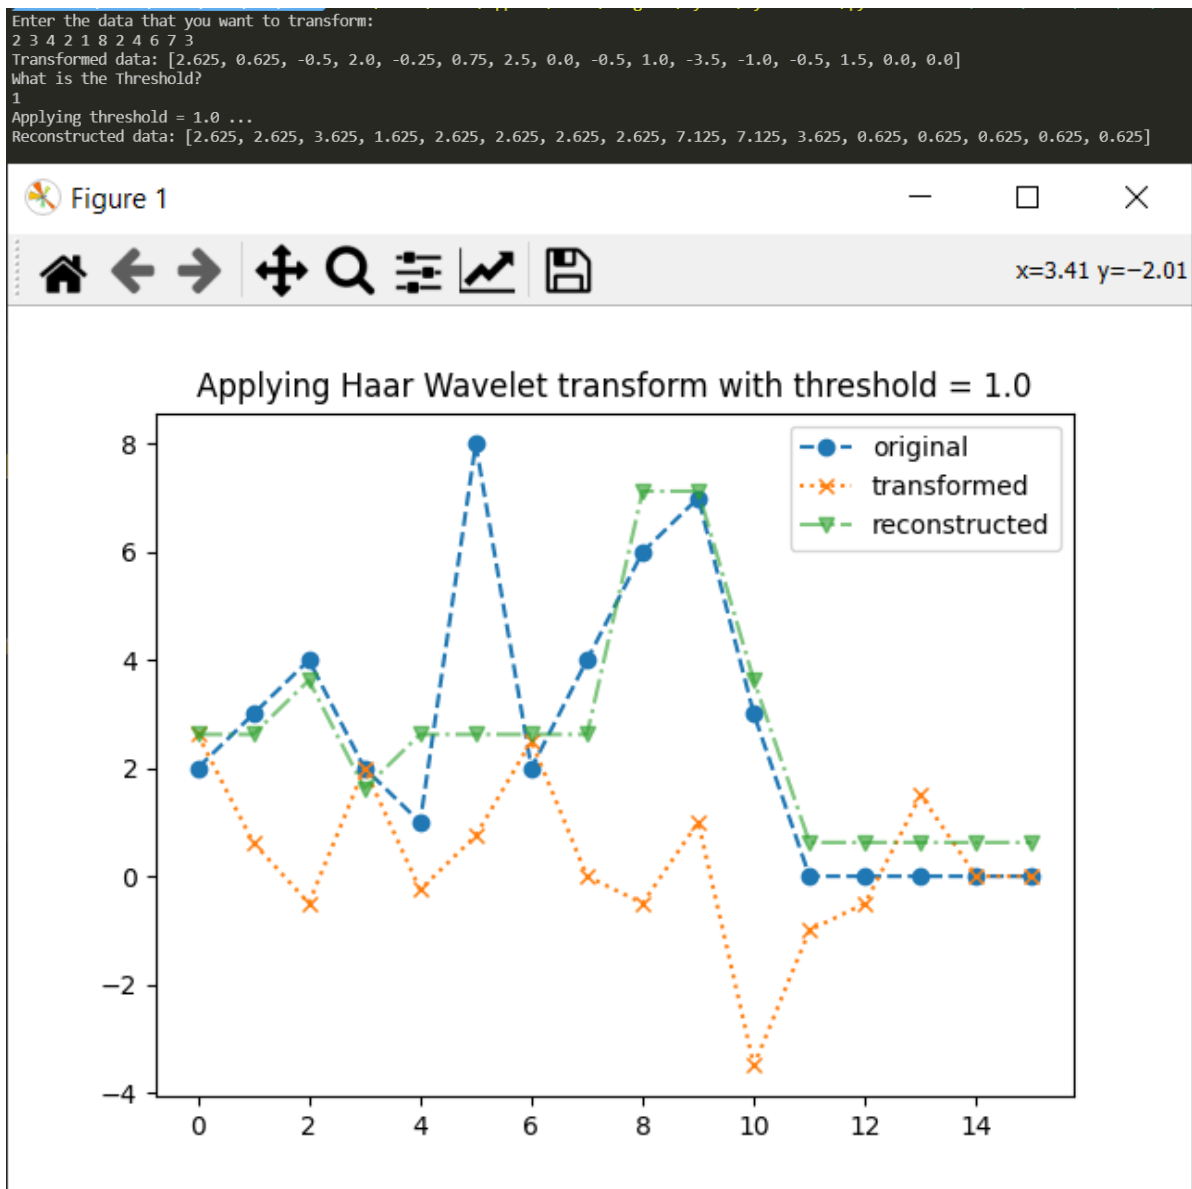 Enter the data that you want to transform:
2 3 4 2 1 8 2 4 6 7 3
Transformed data: [2.625, 0.625, -0.5, 2.0, -0.25, 0.75, 2.5, 0.0, -0.5, 1.0, -3.5, -1.0, -0.5, 1.5, 0.0, 0.0]
What is the Threshold?
1
Applying threshold = 1.0 ...
Reconstructed data: [2.625, 2.625, 3.625, 1.625, 2.625, 2.625, 2.625, 2.625, 7.125, 7.125, 3.625, 0.625, 0.625, 0.625, 0.625, 0.625]
Figure 1
x=3.41 y=−2.01
Applying Haar Wavelet transform with threshold = 1.0
original
transformed
reconstructed
8
6
4
2
0
−2
−4
0 2 4 6 8 10 12 14